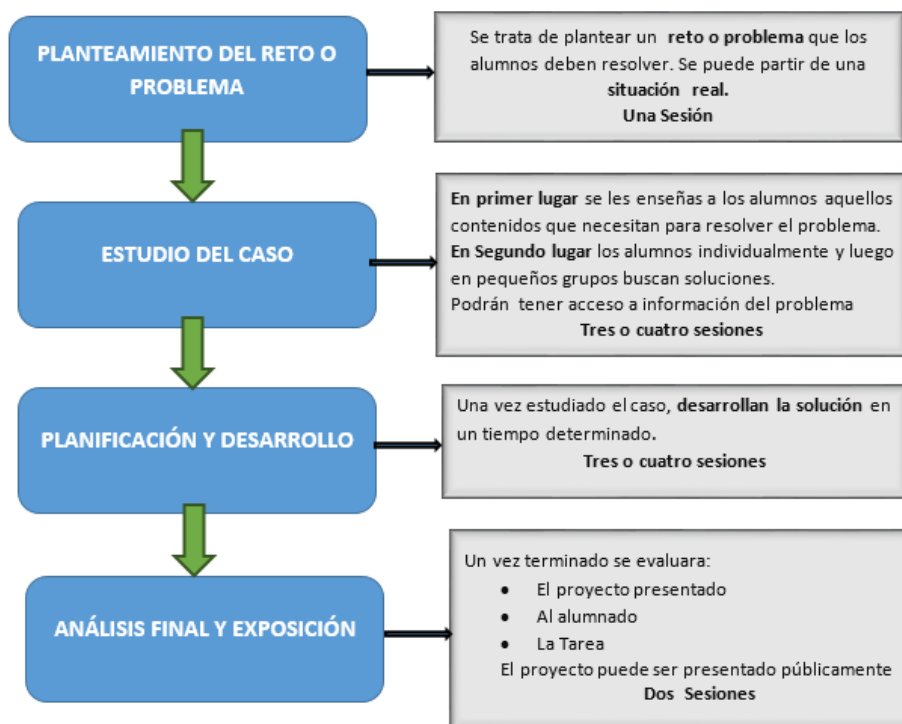 PLANTEAMIENTO DEL RETO O
PROBLEMA
Se trata de plantear un reto o problema que los
alumnos deben resolver. Se puede partir de una
situación real.
Una Sesión
ESTUDIO DEL CASO
En primer lugar se les enseñas a los alumnos aquellos
contenidos que necesitan para resolver el problema.
En Segundo lugar los alumnos individualmente y luego
en pequeños grupos buscan soluciones.
Podrán tener acceso a información del problema
Tres o cuatro sesiones
PLANIFICACIÓN Y DESARROLLO
Una vez estudiado el caso, desarrollan la solución en
un tiempo determinado.
Tres o cuatro sesiones
ANÁLISIS FINAL Y EXPOSICIÓN
Un vez terminado se evaluara:
• El proyecto presentado
• Al alumnado
• La Tarea
El proyecto puede ser presentado públicamente
Dos Sesiones